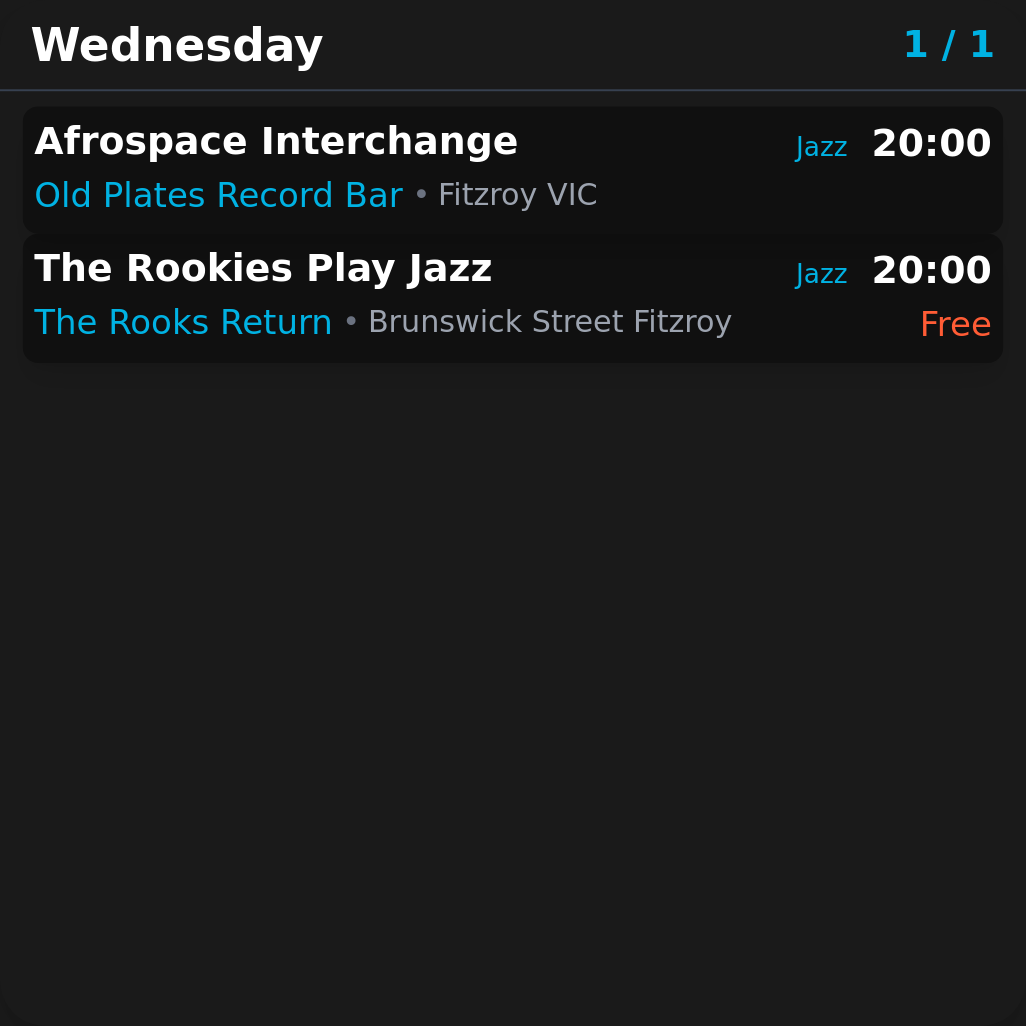 Wednesday 1 / 1
Afrospace Interchange Jazz 20:00
Old Plates Record Bar • Fitzroy VIC
The Rookies Play Jazz Jazz 20:00
The Rooks Return • Brunswick Street Fitzroy Free